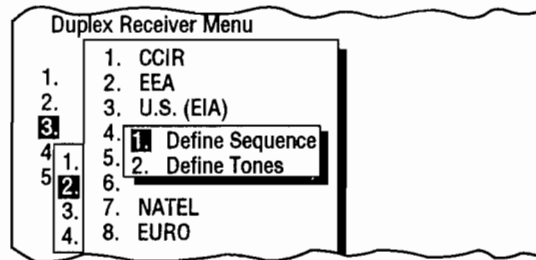 Duplex Receiver Menu
1.
2.
3.
4
5
1.
2.
3.
4.
1. CCIR
2. EEA
3. U.S. (EIA)
4.
5.
6.
7. NATEL
8. EURO
1. Define Sequence
2. Define Tones